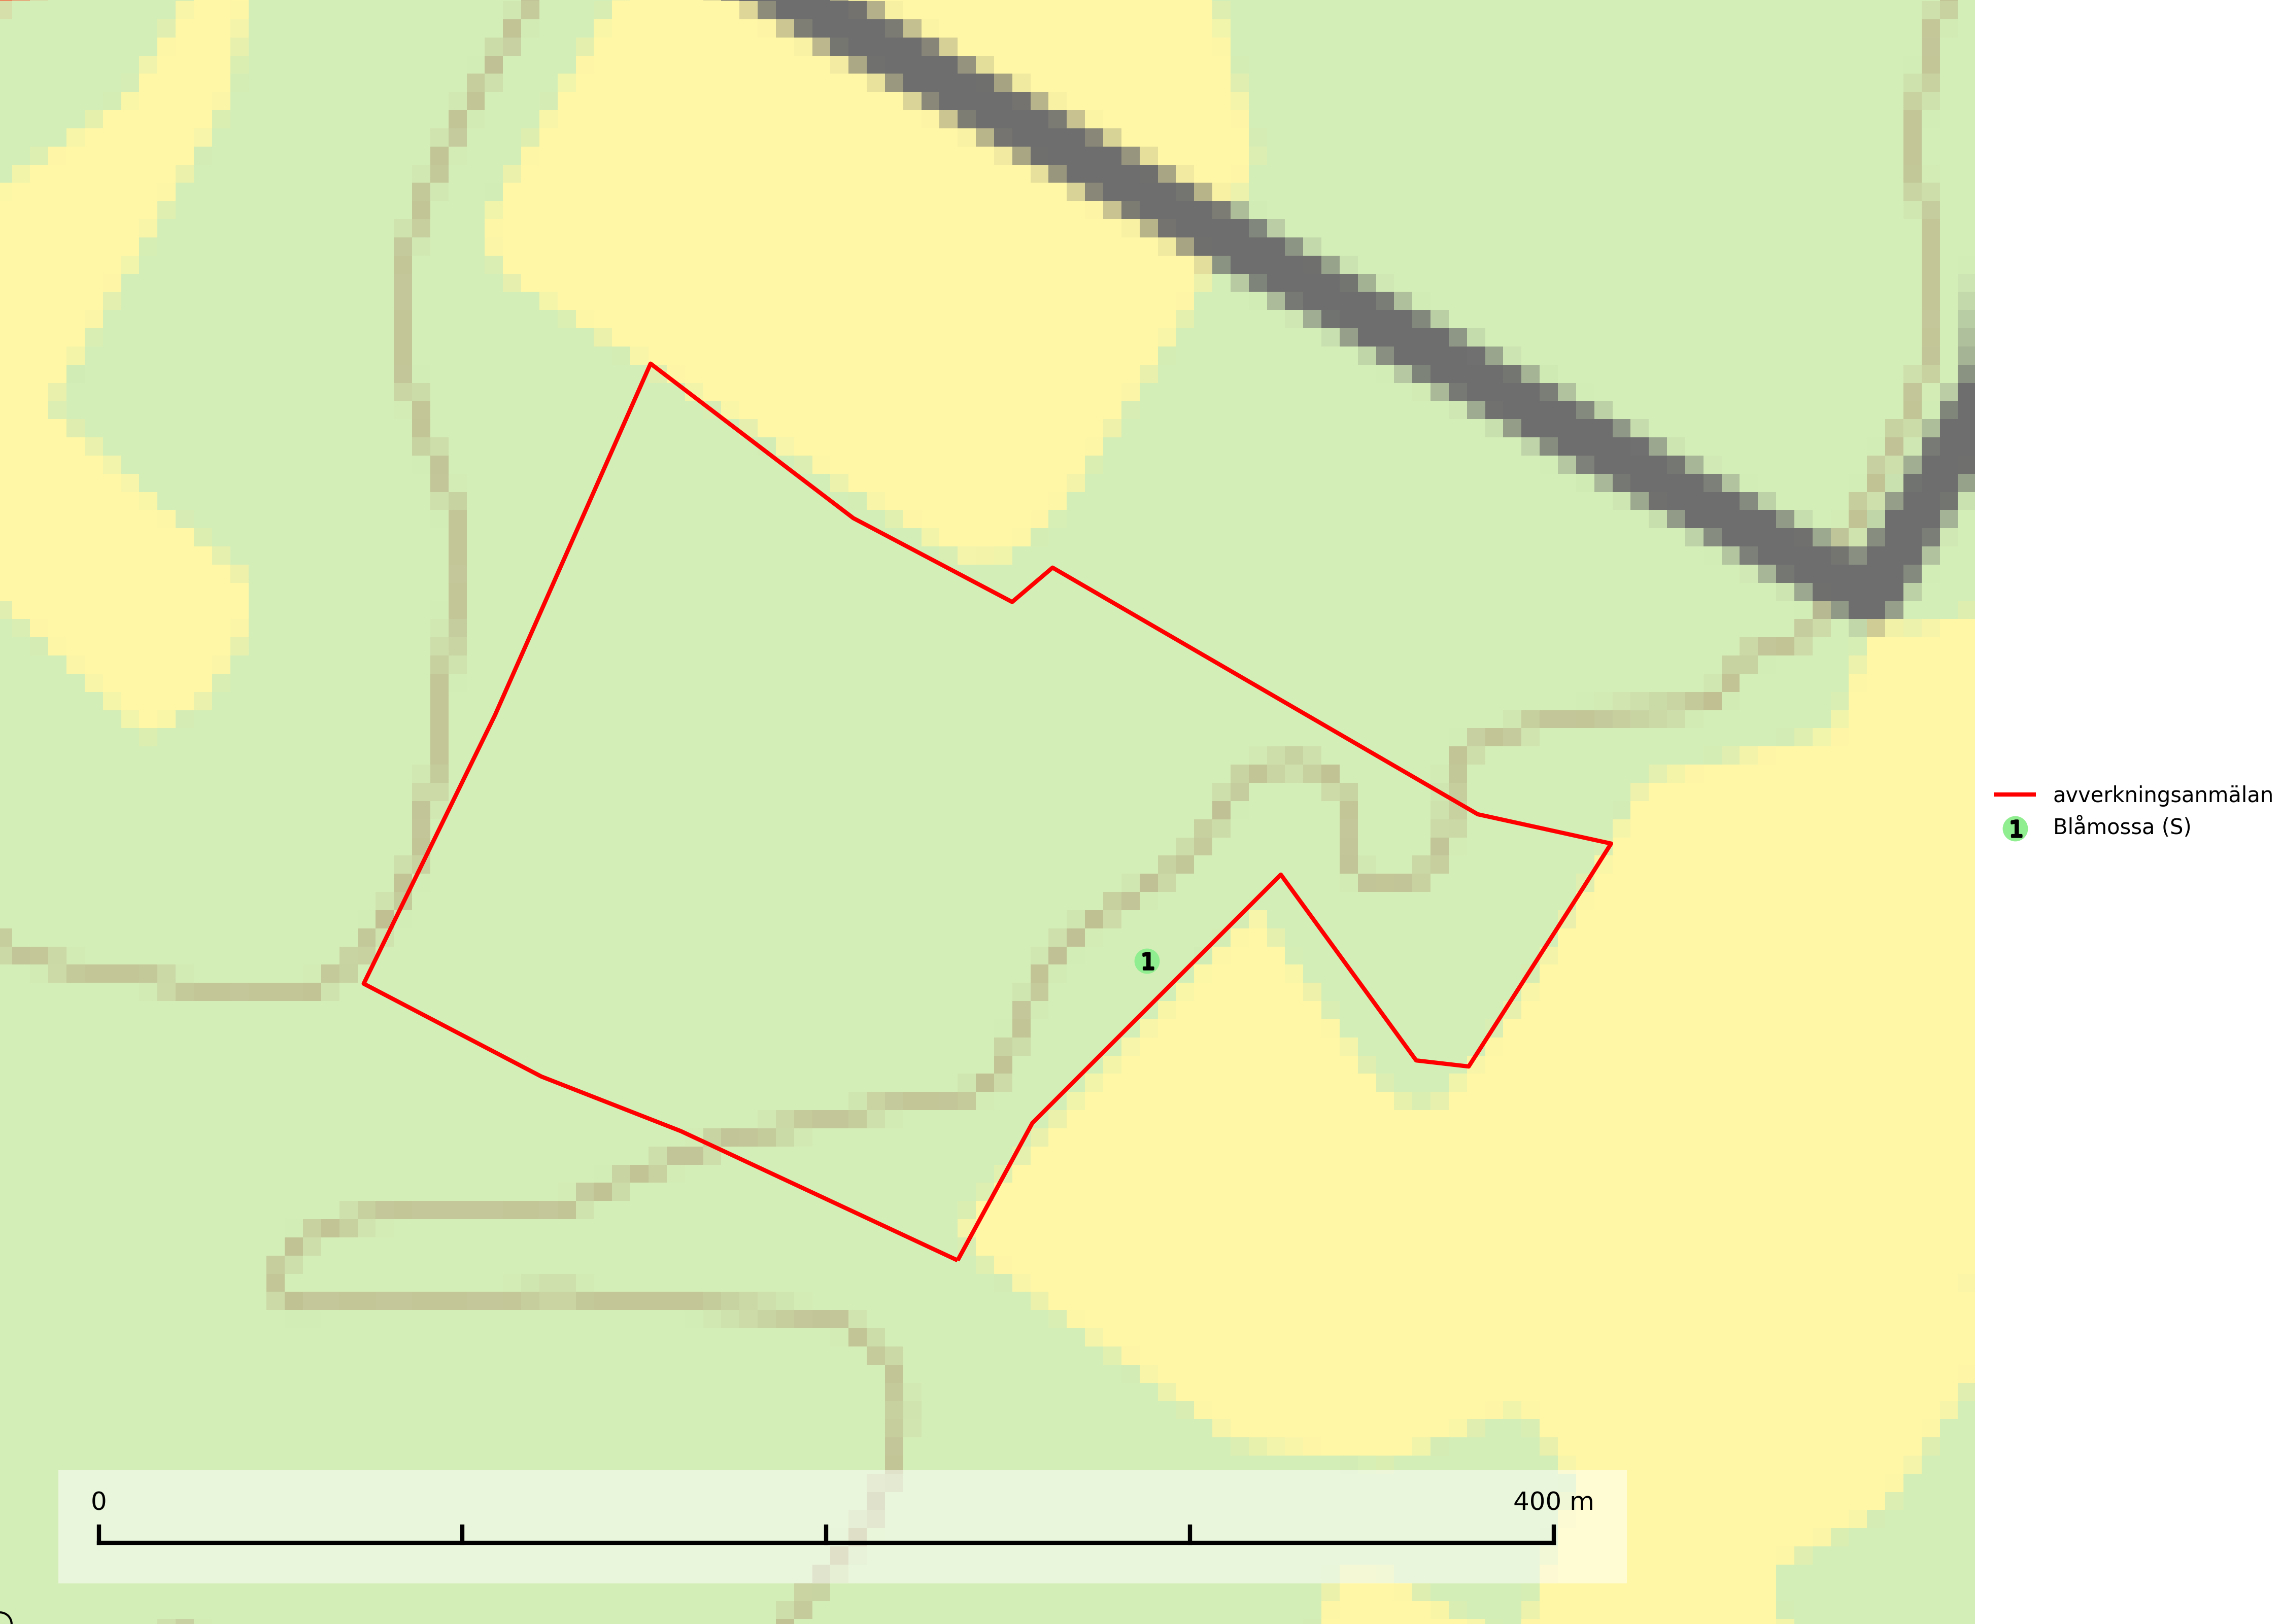 avverkningsanmälan
1 Blåmossa (S)
1
0 400 m